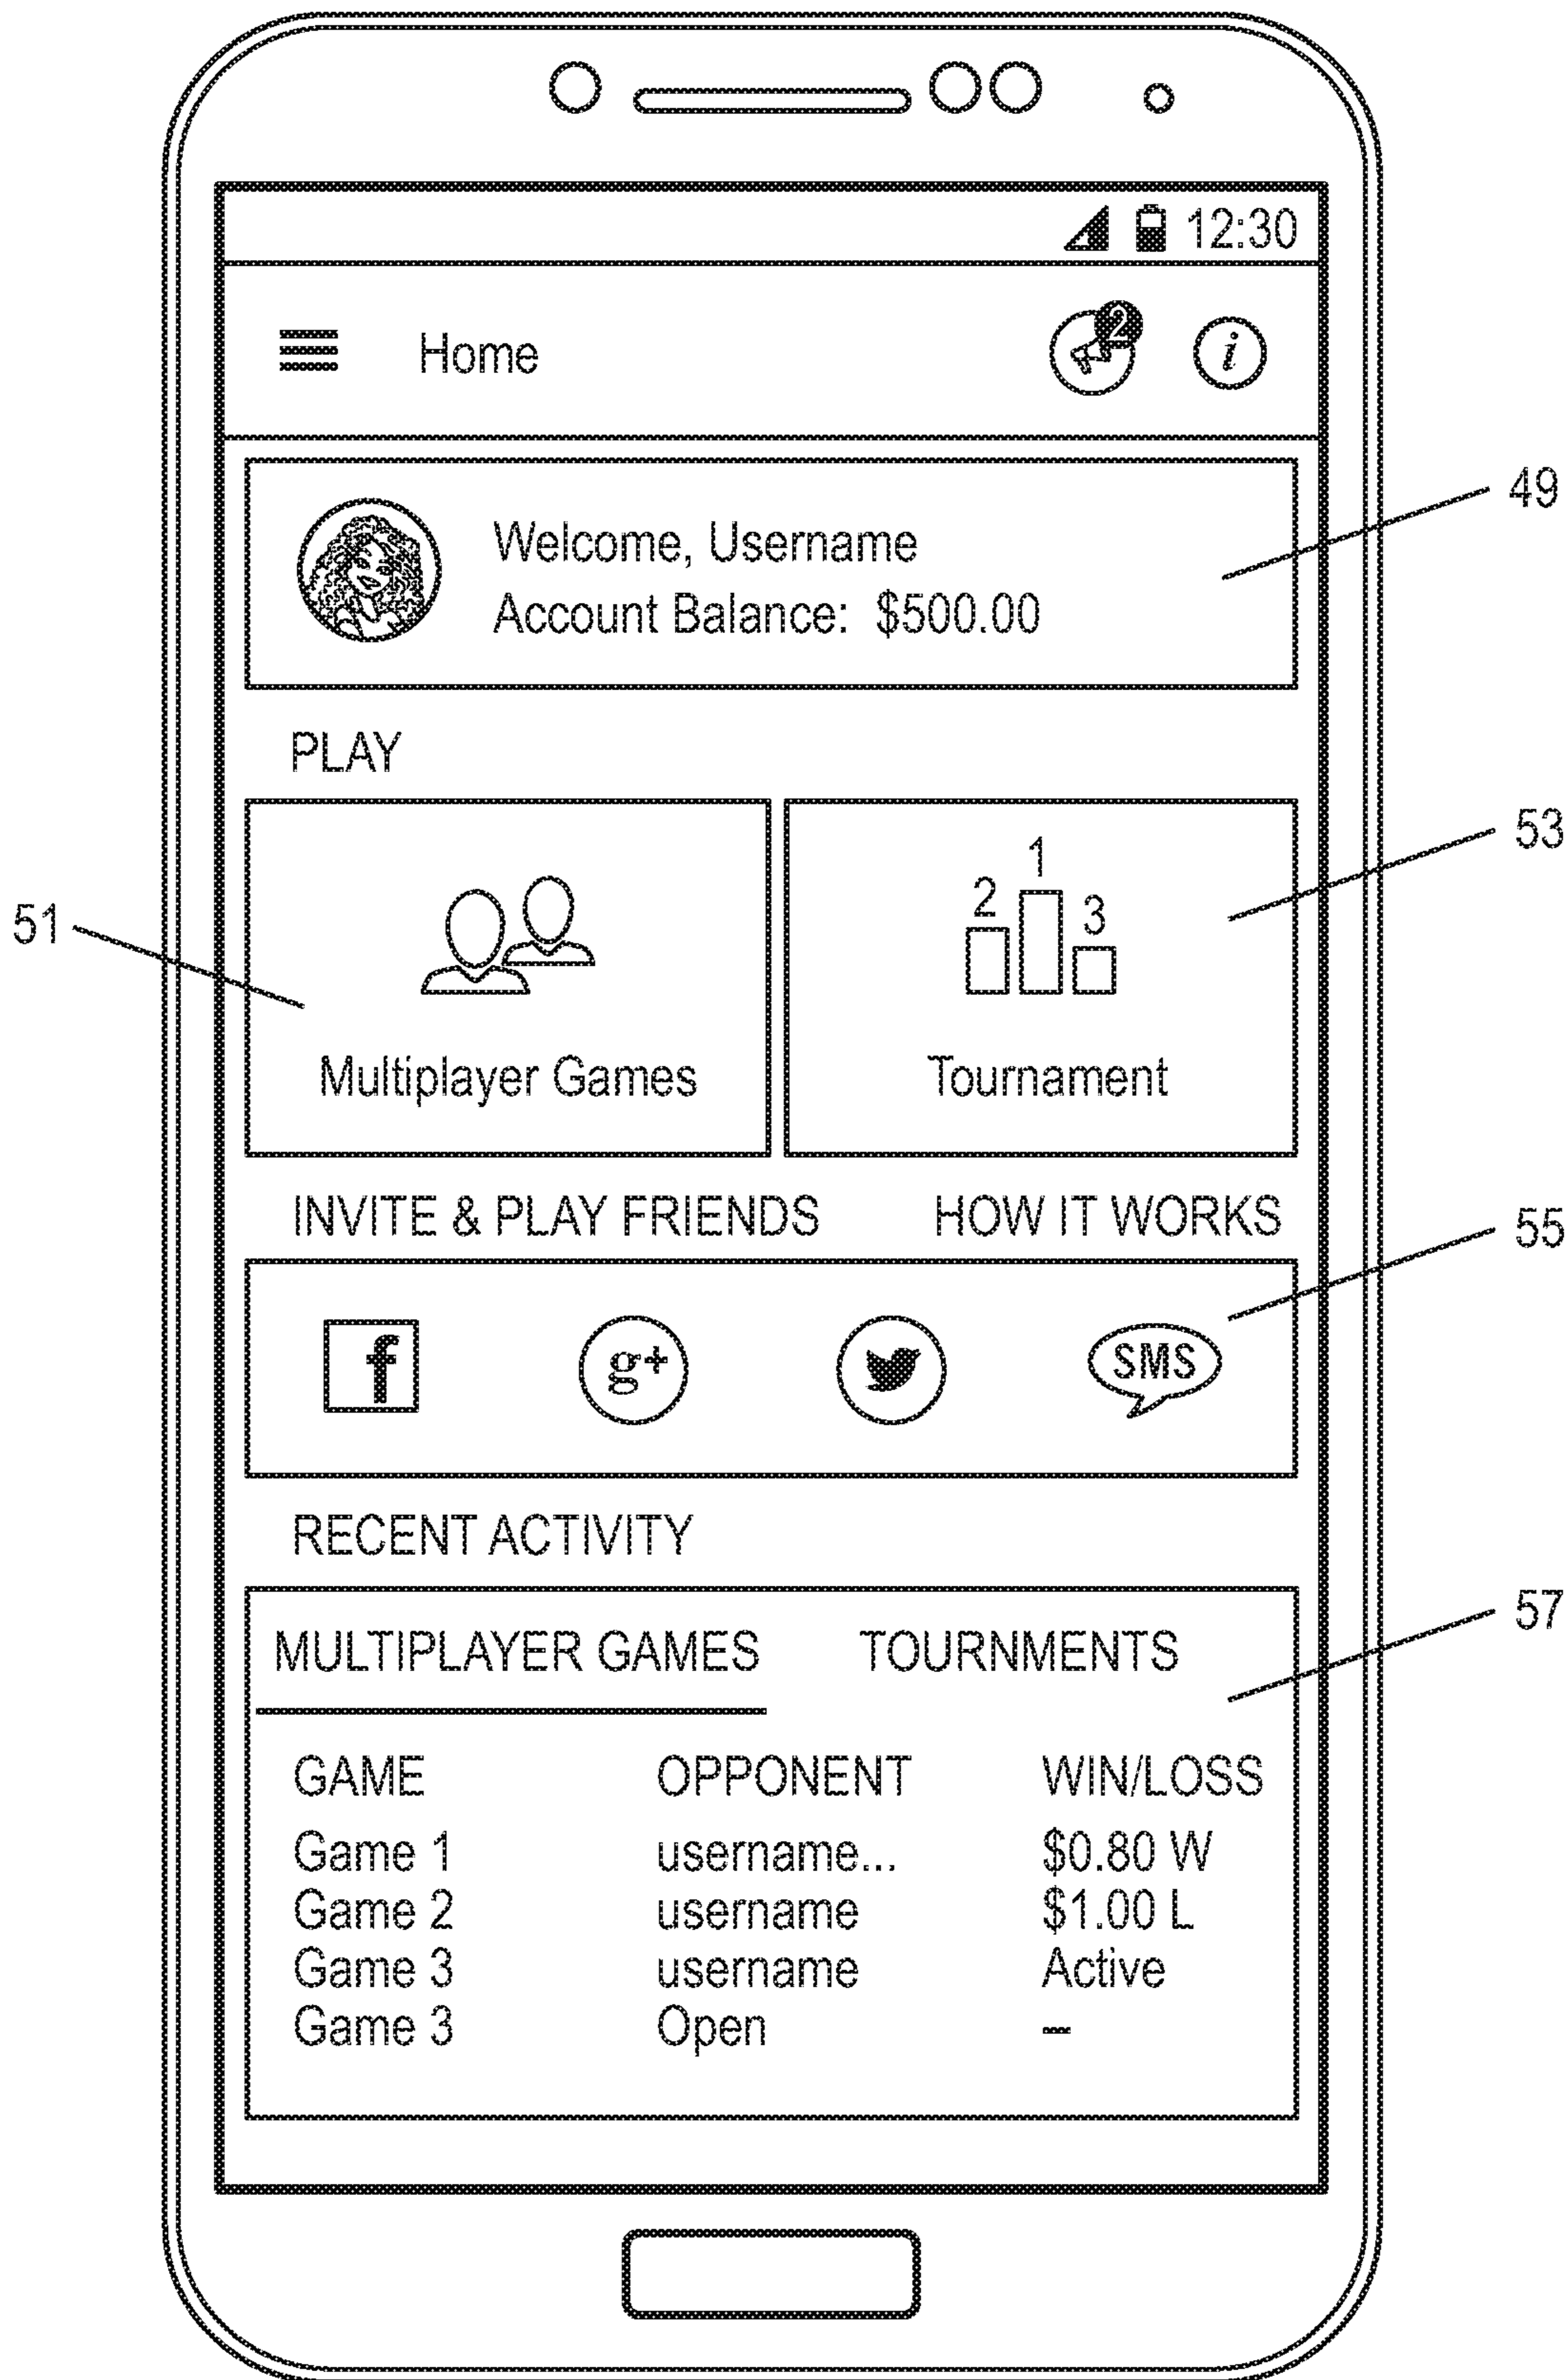 12:30
Home 2 i
49
Welcome, Username
Account Balance: $500.00
PLAY
53
1
2
3
51
Multiplayer Games Tournament
INVITE & PLAY FRIENDS HOW IT WORKS
55
f g+ SMS
RECENT ACTIVITY
57
MULTIPLAYER GAMES TOURNMENTS
GAME OPPONENT WIN/LOSS
Game 1 username... $0.80 W
Game 2 username $1.00 L
Game 3 username Active
Game 3 Open –